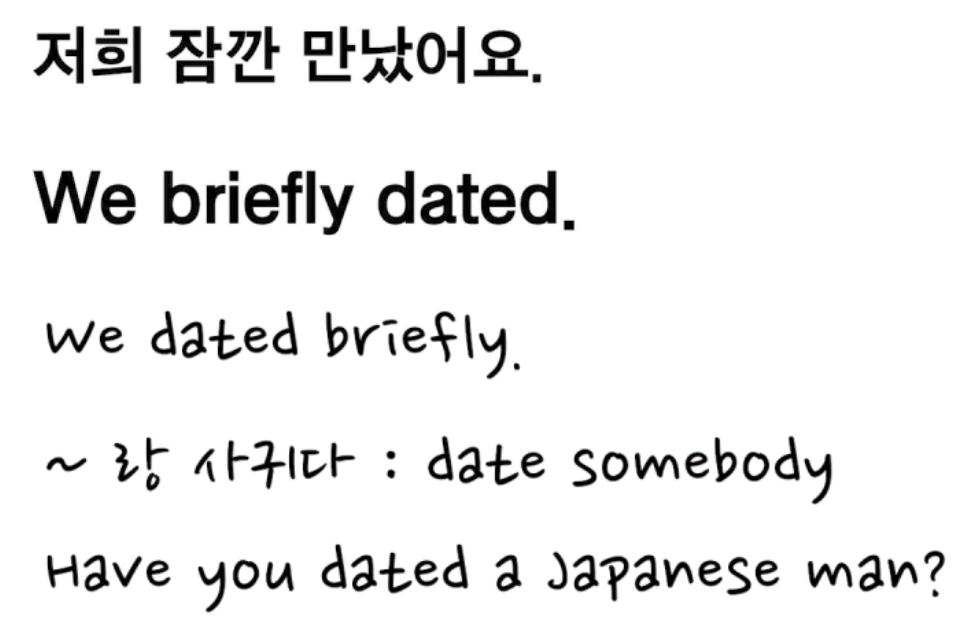 저희 잠깐 만났어요.
We briefly dated.
We dated briefly.
~ 랑 사귀다 : date somebody
Have you dated a Japanese man?